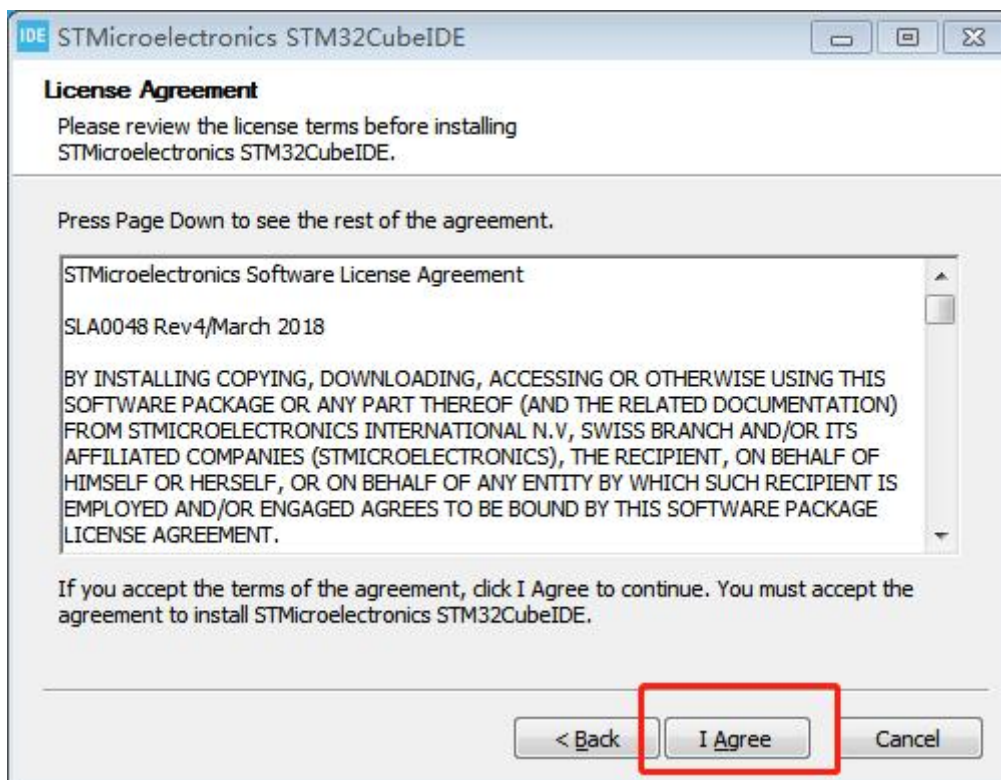 IDE STMicroelectronics STM32CubeIDE
License Agreement
Please review the license terms before installing
STMicroelectronics STM32CubeIDE.
Press Page Down to see the rest of the agreement.
STMicroelectronics Software License Agreement
SLA0048 Rev4/March 2018
BY INSTALLING COPYING, DOWNLOADING, ACCESSING OR OTHERWISE USING THIS
SOFTWARE PACKAGE OR ANY PART THEREOF (AND THE RELATED DOCUMENTATION)
FROM STMICROELECTRONICS INTERNATIONAL N.V, SWISS BRANCH AND/OR ITS
AFFILIATED COMPANIES (STMICROELECTRONICS), THE RECIPIENT, ON BEHALF OF
HIMSELF OR HERSELF, OR ON BEHALF OF ANY ENTITY BY WHICH SUCH RECIPIENT IS
EMPLOYED AND/OR ENGAGED AGREES TO BE BOUND BY THIS SOFTWARE PACKAGE
LICENSE AGREEMENT.
If you accept the terms of the agreement, click I Agree to continue. You must accept the
agreement to install STMicroelectronics STM32CubeIDE.
< Back I Agree Cancel